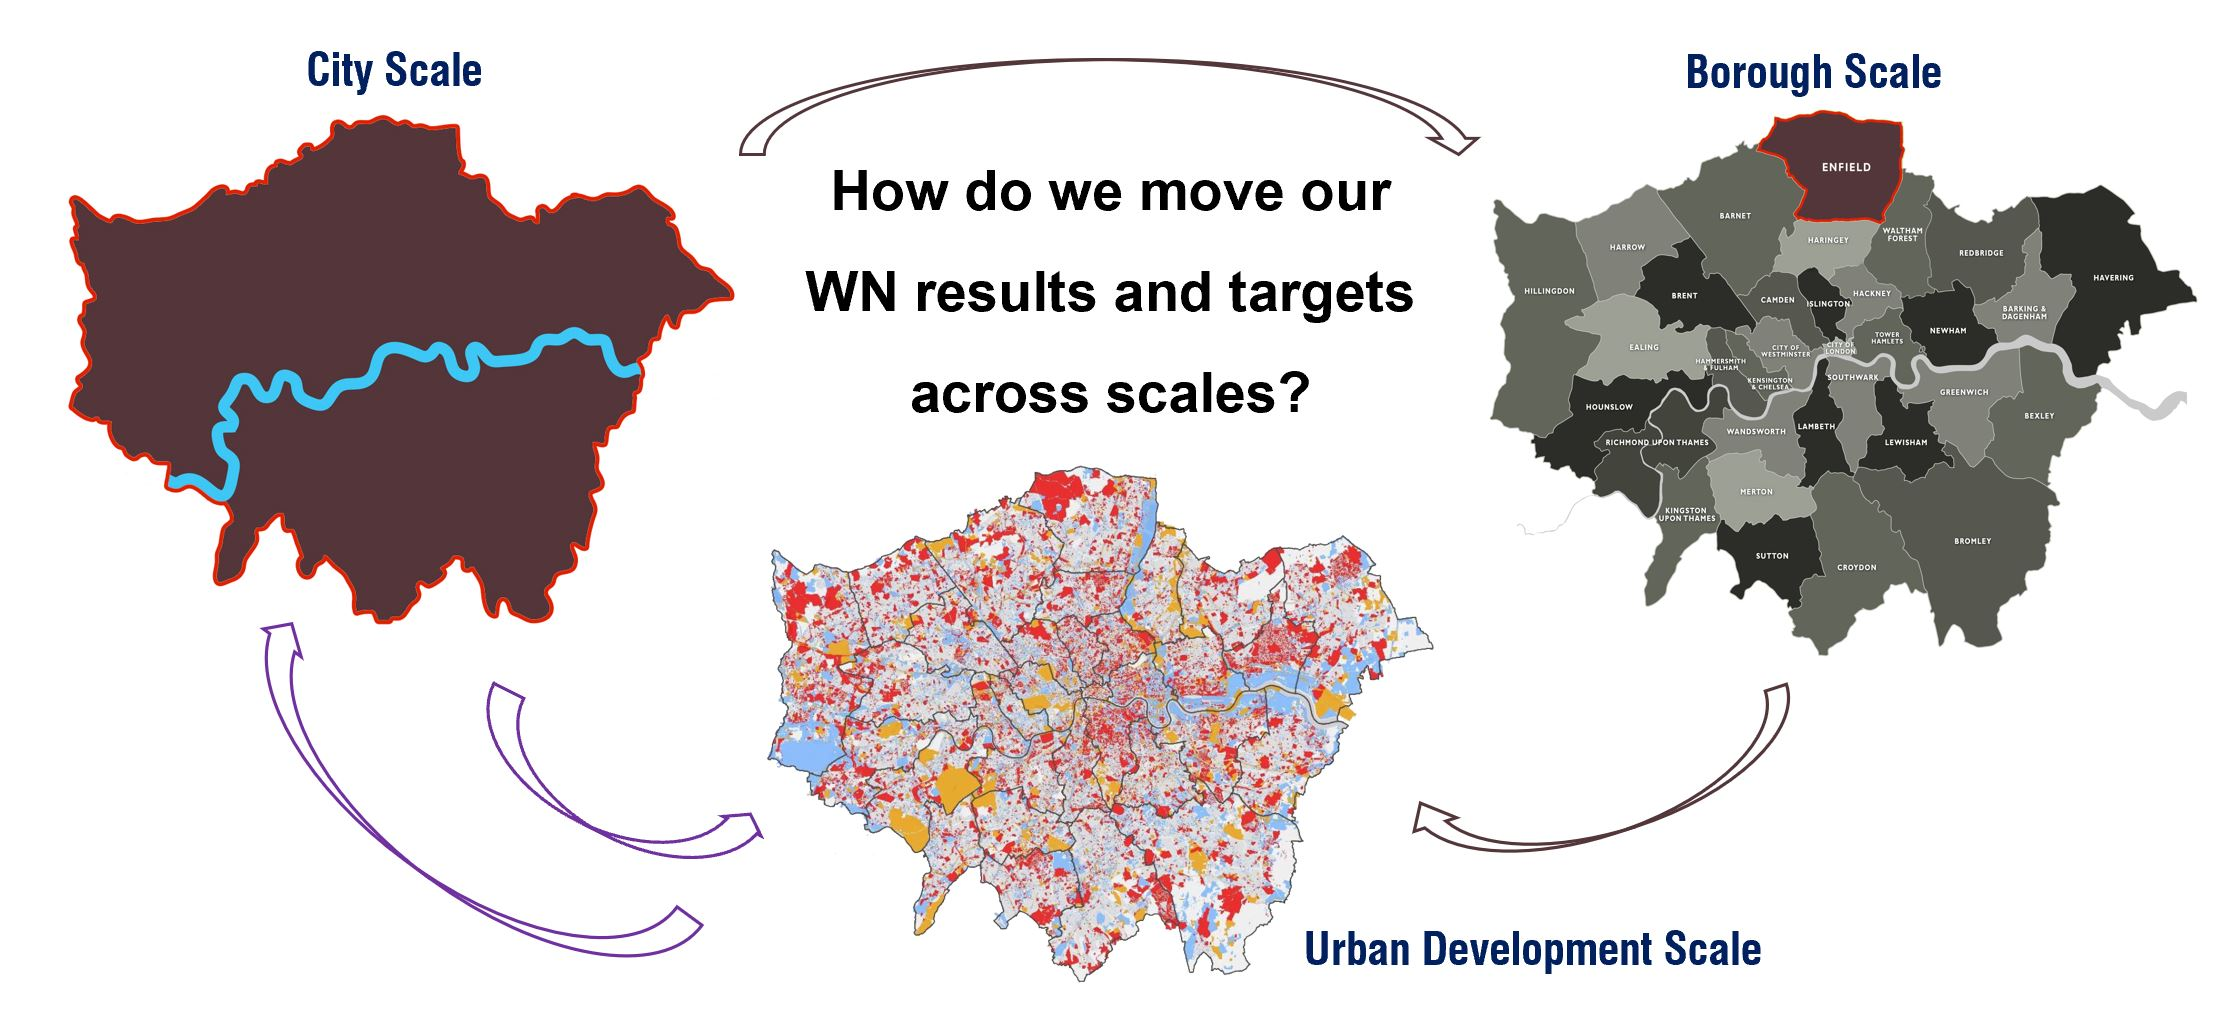 City Scale
Borough Scale
How do we move our
WN results and targets
across scales?
ENFIELD
BARNET
HARROW
HARINGEY
WALTHAM
FOREST
REDBRIDGE
HAVERING
HILLINGDON
BRENT
CAMDEN
ISLINGTON
HACKNEY
BARKING &
DAGENHAM
EALING
HAMMERSMITH
& FULHAM
CITY OF
WESTMINSTER
KENSINGTON
& CHELSEA
CITY OF
LONDON
TOWER
HAMLETS
NEWHAM
SOUTHWARK
GREENWICH
BEXLEY
HOUNSLOW
RICHMOND UPON THAMES
WANDSWORTH
LAMBETH
LEWISHAM
MERTON
KINGSTON
UPON THAMES
SUTTON
CROYDON
BROMLEY
Urban Development Scale